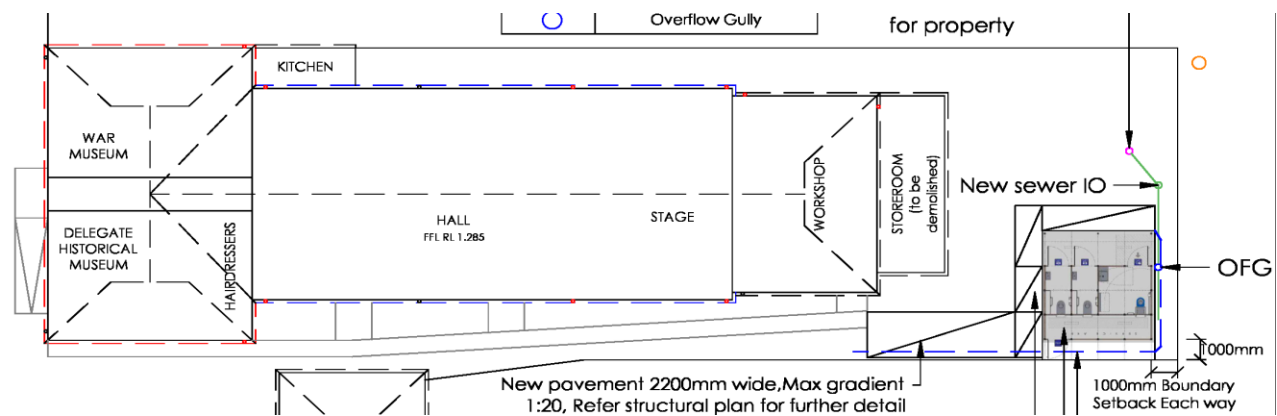 Overflow Gully
for property
KITCHEN
WAR
MUSEUM
DELEGATE
HISTORICAL
MUSEUM
HAIRDRESSERS
HALL
FFL RL 1.285
STAGE
WORKSHOP
STOREROOM
(to be
demolished)
New sewer IO
OFG
1000mm
New pavement 2200mm wide,Max gradient
1:20, Refer structural plan for further detail
1000mm Boundary
Setback Each way